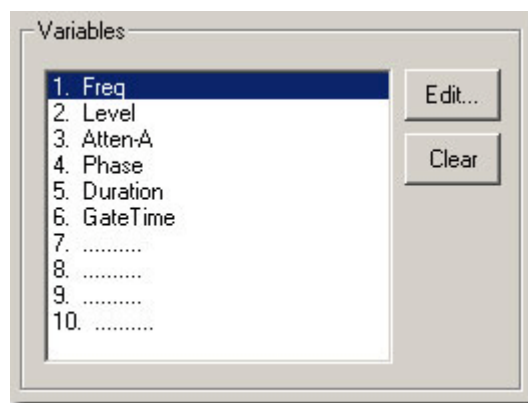 Variables
1. Freq
2. Level
3. Atten-A
4. Phase
5. Duration
6. GateTime
7. ..........
8. ..........
9. ..........
10. ..........
Edit...
Clear